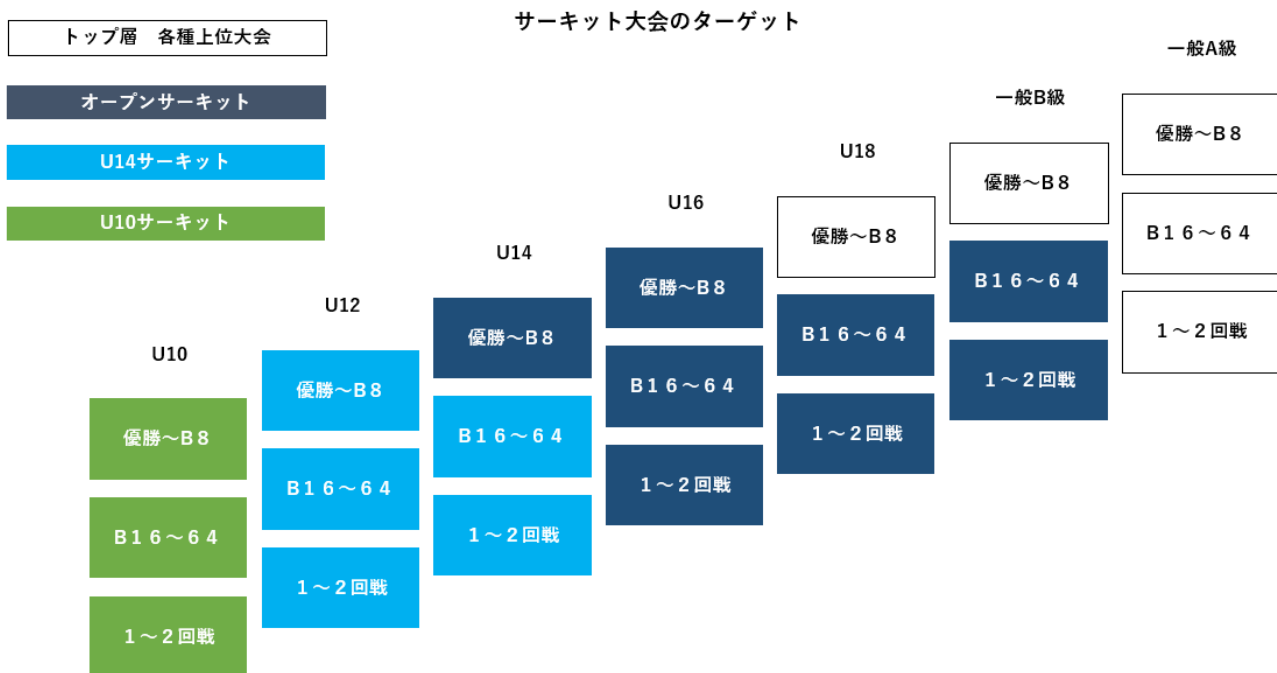 サーキット大会のターゲット
トップ層　各種上位大会
オープンサーキット
U14サーキット
U10サーキット
U10
優勝～B８
B１６～６４
１～２回戦
U12
優勝～B８
B１６～６４
１～２回戦
U14
優勝～B８
B１６～６４
１～２回戦
U16
優勝～B８
B１６～６４
１～２回戦
U18
優勝～B８
B１６～６４
１～２回戦
一般B級
優勝～B８
B１６～６４
１～２回戦
一般A級
優勝～B８
B１６～６４
１～２回戦